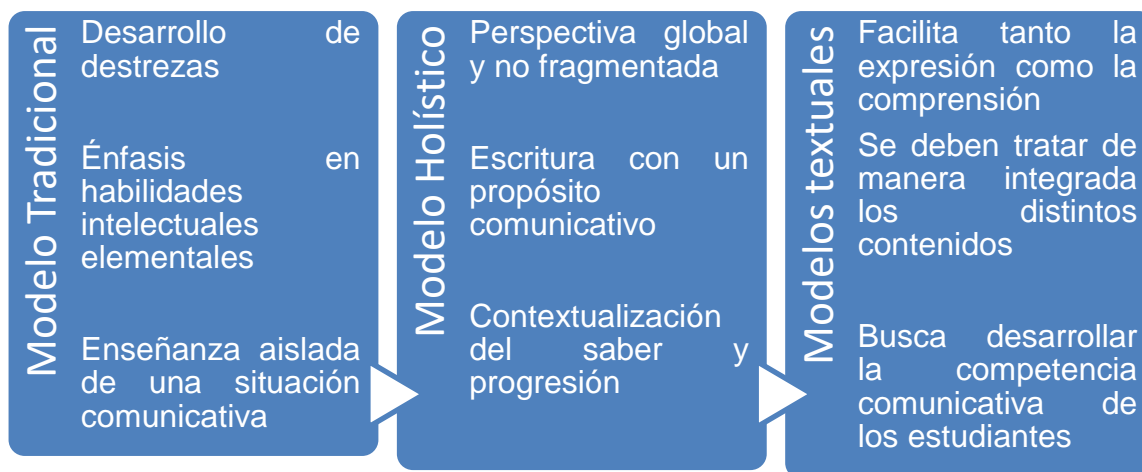 Modelo Tradicional
Desarrollo de
destrezas
Énfasis en
habilidades
intelectuales
elementales
Enseñanza aislada
de una situación
comunicativa
Modelo Holístico
Perspectiva global
y no fragmentada
Escritura con un
propósito
comunicativo
Contextualización
del saber y
progresión
Modelos textuales
Facilita tanto la
expresión como la
comprensión
Se deben tratar de
manera integrada
los distintos
contenidos
Busca desarrollar
la competencia
comunicativa de
los estudiantes